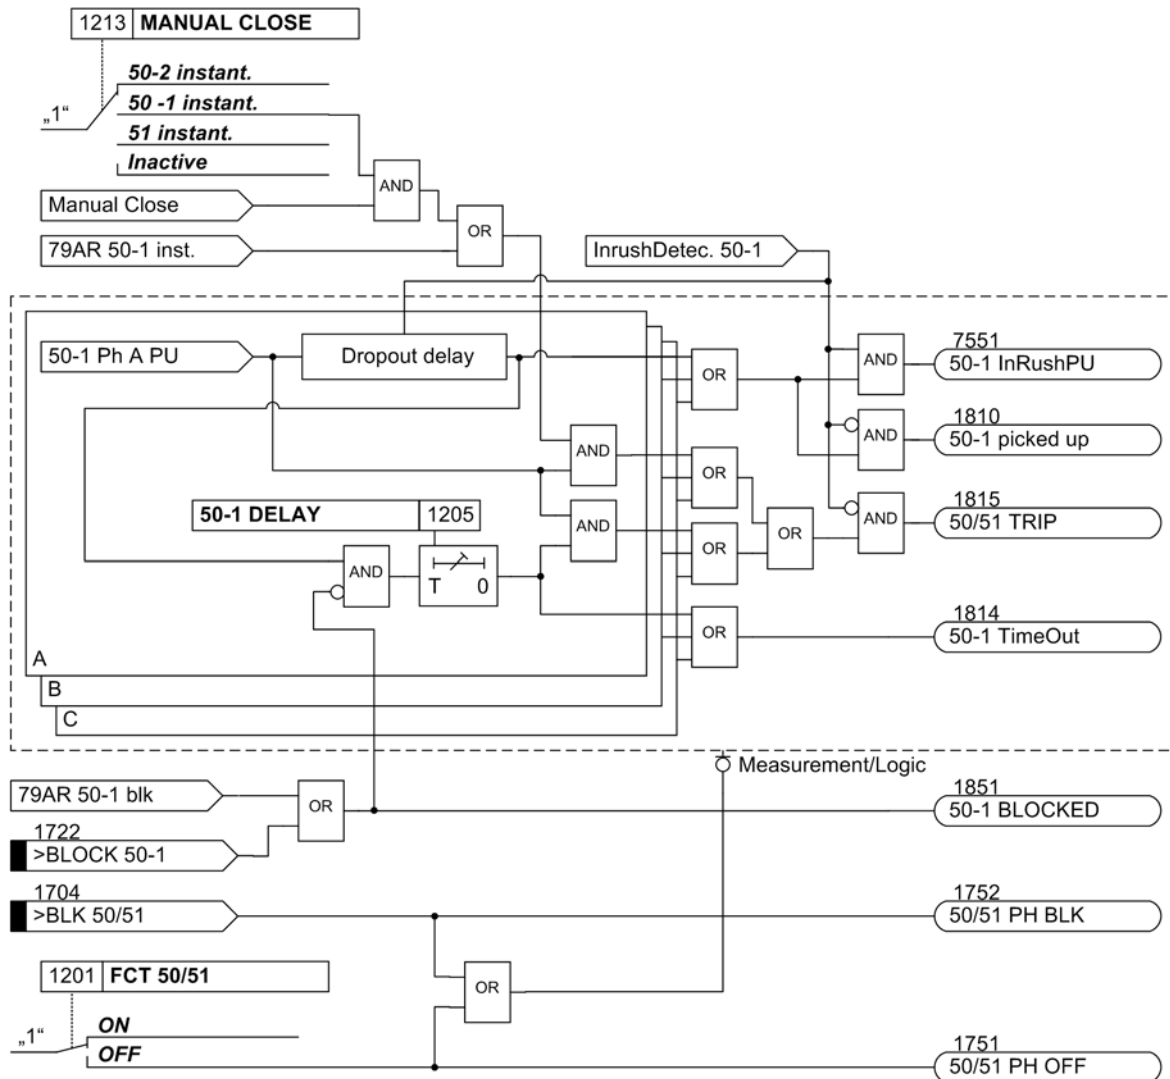 1213 MANUAL CLOSE
50-2 instant.
50 -1 instant.
„1“
51 instant.
Inactive
AND
Manual Close
OR
79AR 50-1 inst.
InrushDetec. 50-1
50-1 Ph A PU
Dropout delay
OR
AND
7551
50-1 InRushPU
AND
1810
50-1 picked up
AND
OR
50-1 DELAY 1205
AND
OR
OR
AND
1815
50/51 TRIP
AND
T 0
OR
1814
50-1 TimeOut
A
B
C
Measurement/Logic
79AR 50-1 blk
OR
1851
50-1 BLOCKED
1722
>BLOCK 50-1
1704
>BLK 50/51
1752
50/51 PH BLK
1201 FCT 50/51
OR
„1“
ON
OFF
1751
50/51 PH OFF